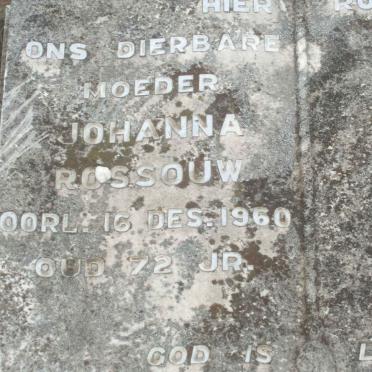 HIER
ONS DIERBARE
MOEDER
JOHANNA
ROSSOUW
OORL. 16 DES. 1960
OUD 72 JR.
GOD IS